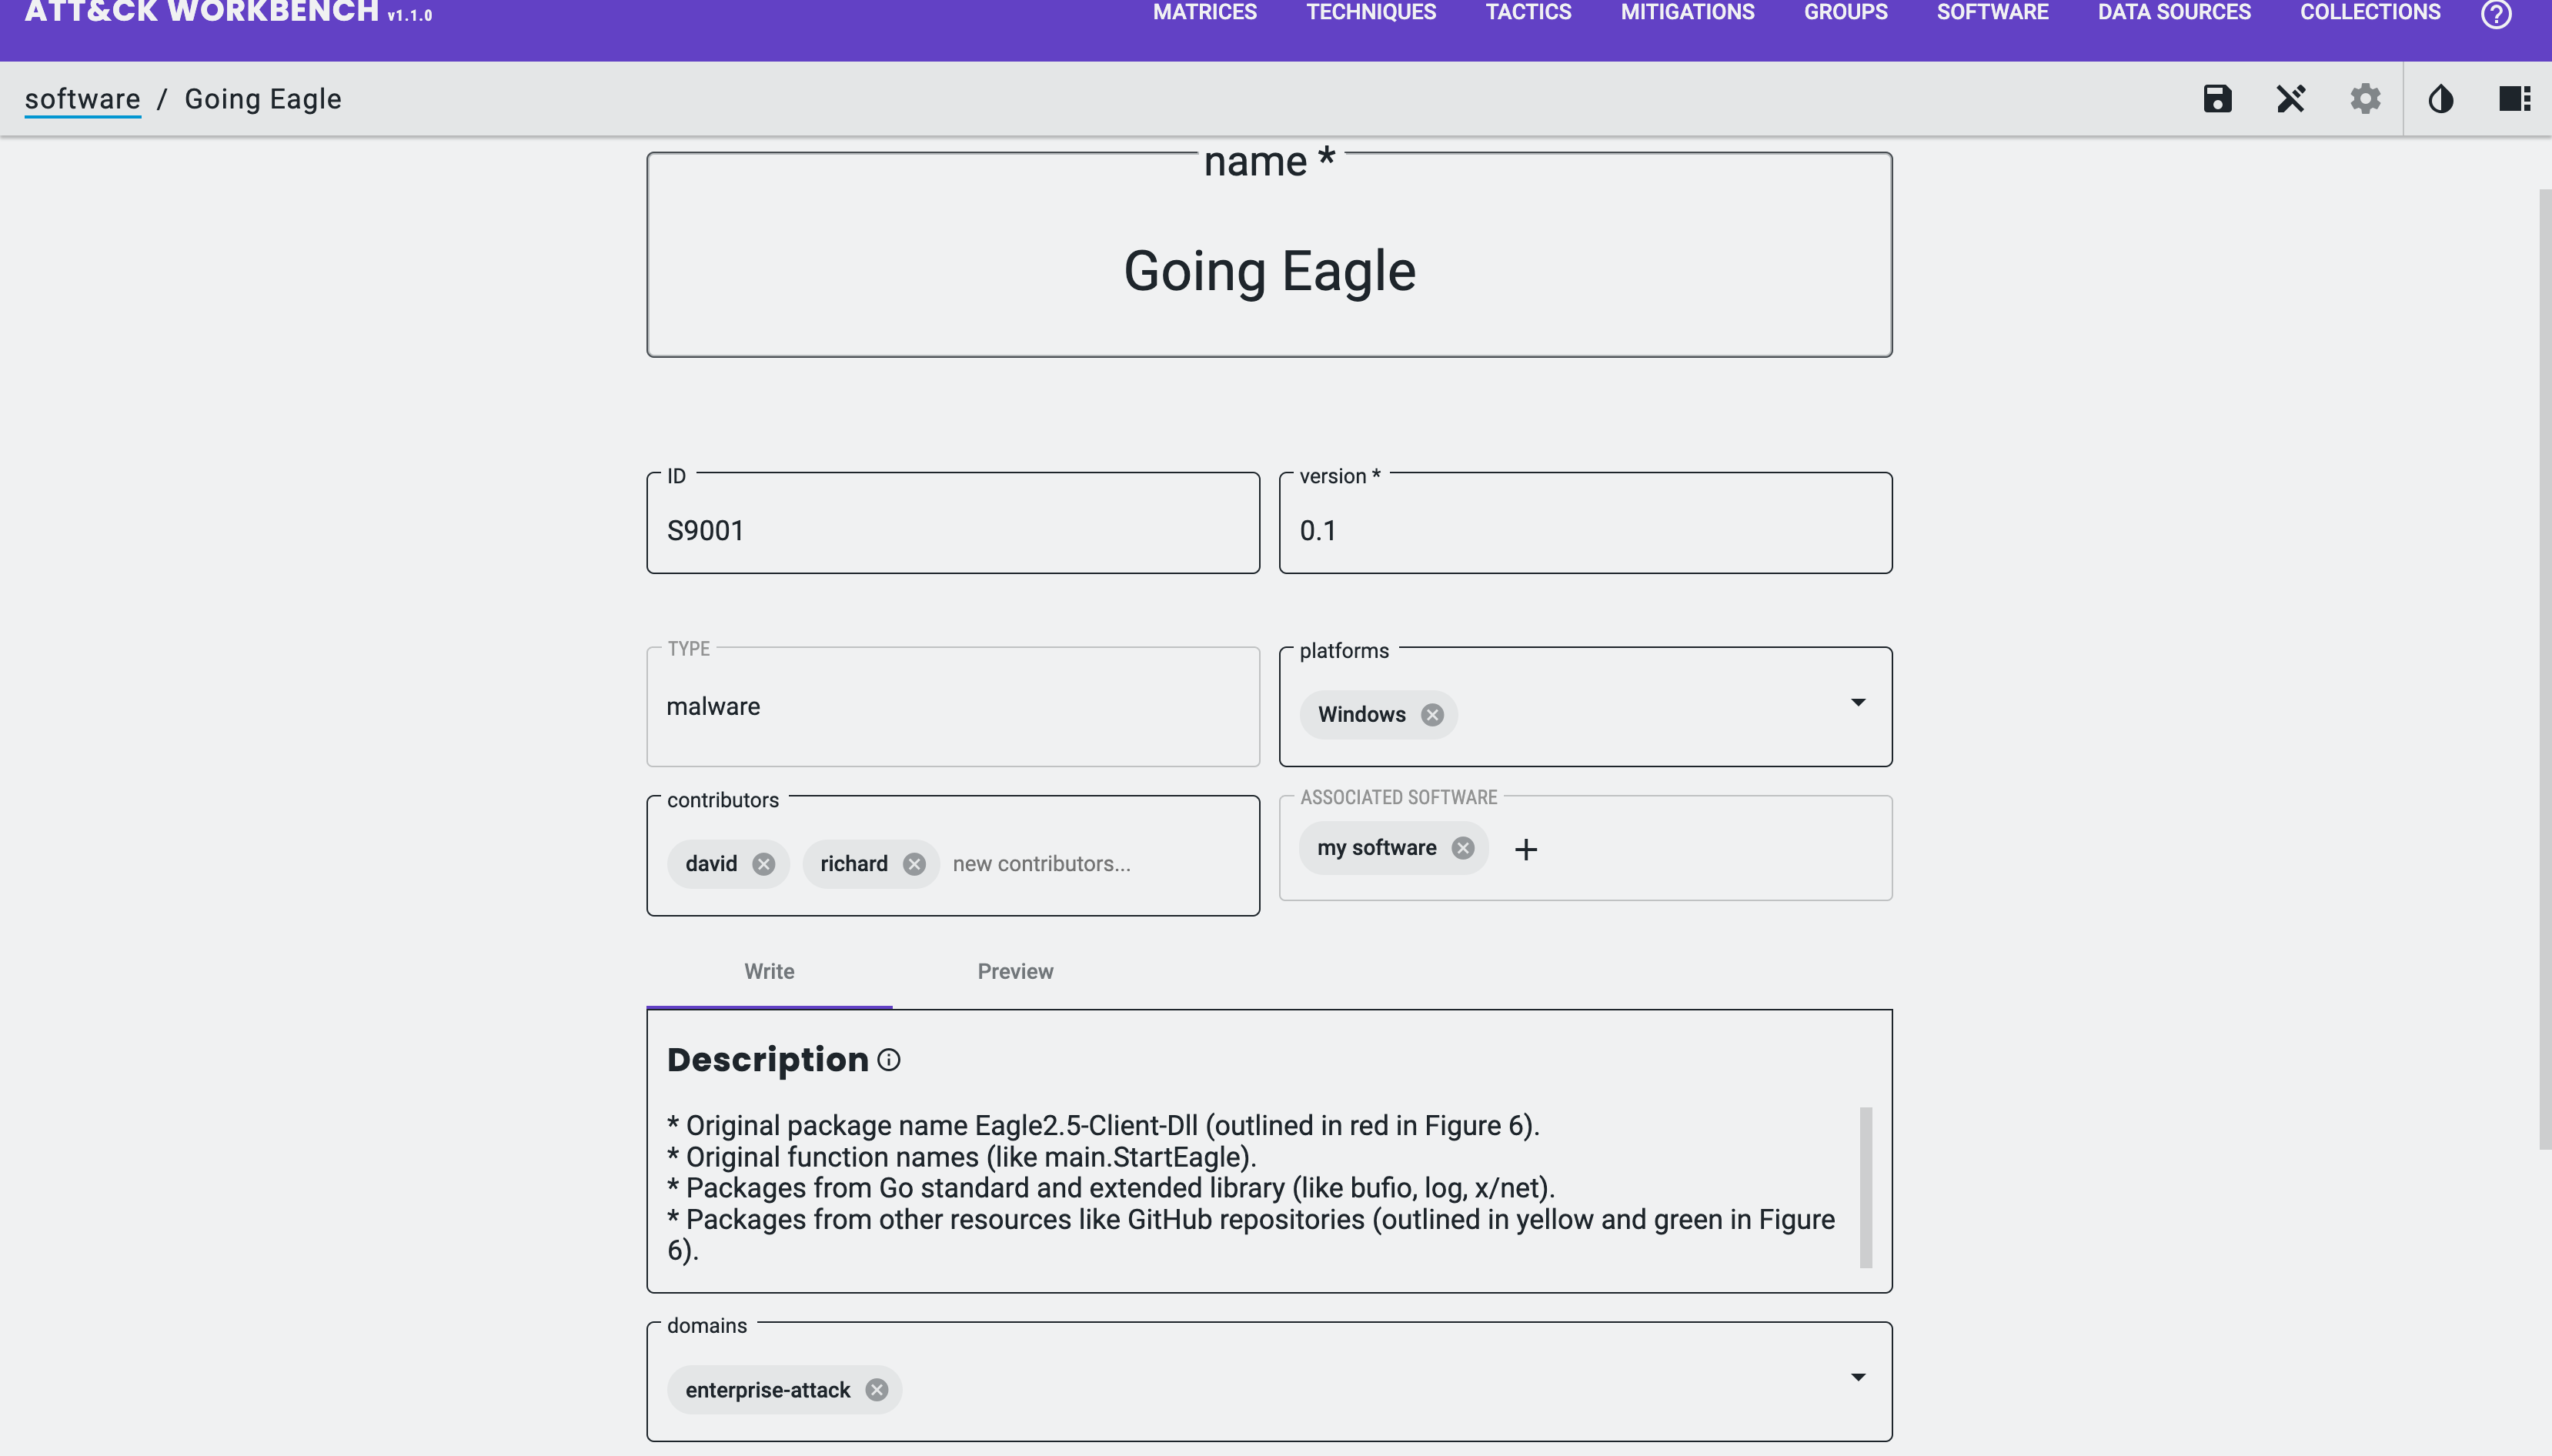 ATT&CK WORKBENCH v1.1.0
MATRICES TECHNIQUES TACTICS MITIGATIONS GROUPS SOFTWARE DATA SOURCES COLLECTIONS ?
software / Going Eagle
name *
Going Eagle
ID
S9001
version *
0.1
TYPE
malware
platforms
Windows
contributors
david richard new contributors...
ASSOCIATED SOFTWARE
my software +
Write Preview
Description
* Original package name Eagle2.5-Client-Dll (outlined in red in Figure 6).
* Original function names (like main.StartEagle).
* Packages from Go standard and extended library (like bufio, log, x/net).
* Packages from other resources like GitHub repositories (outlined in yellow and green in Figure
6).
domains
enterprise-attack